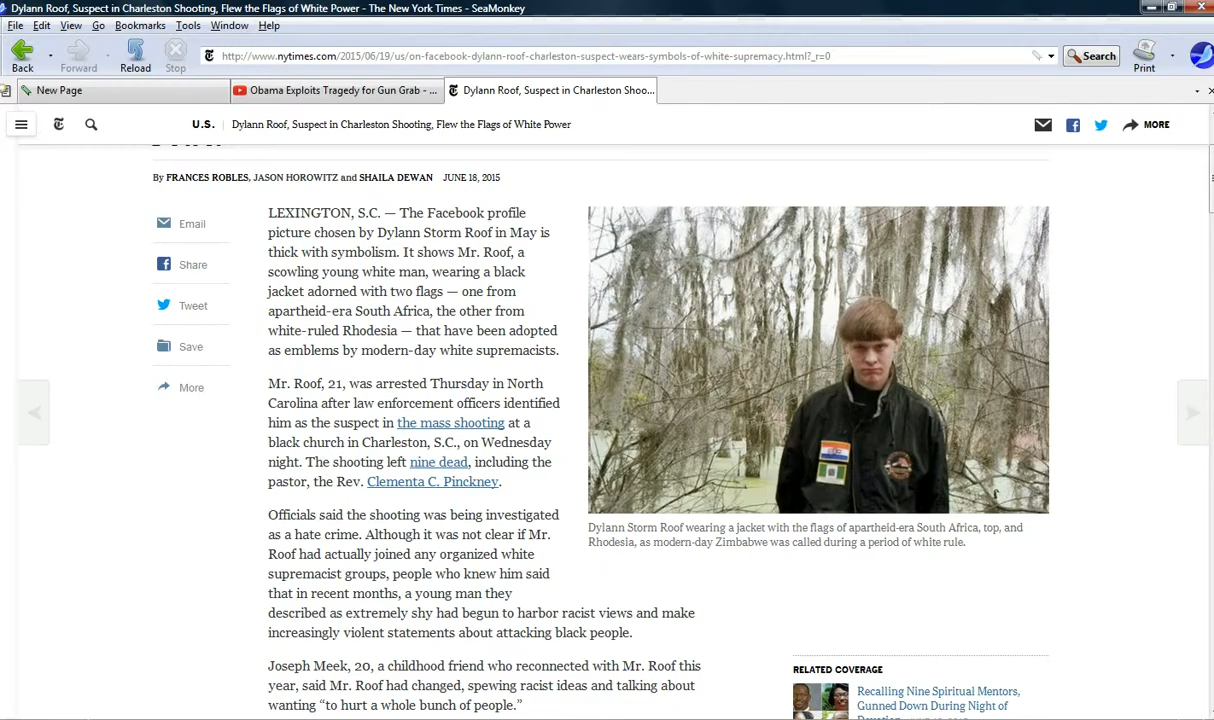 Dylann Roof, Suspect in Charleston Shooting, Flew the Flags of White Power - The New York Times - SeaMonkey
File Edit View Go Bookmarks Tools Window Help
Back Forward Reload Stop http://www.nytimes.com/2015/06/19/us/on-facebook-dylann-roof-charleston-suspect-wears-symbols-of-white-supremacy.html?_r=0 Search Print
New Page Obama Exploits Tragedy for Gun Grab - ... Dylann Roof, Suspect in Charleston Shoo...
U.S. Dylann Roof, Suspect in Charleston Shooting, Flew the Flags of White Power MORE
By FRANCES ROBLES, JASON HOROWITZ and SHAILA DEWAN JUNE 18, 2015
Email
Share
Tweet
Save
More
LEXINGTON, S.C. — The Facebook profile
picture chosen by Dylann Storm Roof in May is
thick with symbolism. It shows Mr. Roof, a
scowling young white man, wearing a black
jacket adorned with two flags — one from
apartheid-era South Africa, the other from
white-ruled Rhodesia — that have been adopted
as emblems by modern-day white supremacists.
Mr. Roof, 21, was arrested Thursday in North
Carolina after law enforcement officers identified
him as the suspect in the mass shooting at a
black church in Charleston, S.C., on Wednesday
night. The shooting left nine dead, including the
pastor, the Rev. Clementa C. Pinckney.
Officials said the shooting was being investigated
as a hate crime. Although it was not clear if Mr.
Roof had actually joined any organized white
supremacist groups, people who knew him said
that in recent months, a young man they
described as extremely shy had begun to harbor racist views and make
increasingly violent statements about attacking black people.
Joseph Meek, 20, a childhood friend who reconnected with Mr. Roof this
year, said Mr. Roof had changed, spewing racist ideas and talking about
wanting “to hurt a whole bunch of people.”
Dylann Storm Roof wearing a jacket with the flags of apartheid-era South Africa, top, and
Rhodesia, as modern-day Zimbabwe was called during a period of white rule.
RELATED COVERAGE
Recalling Nine Spiritual Mentors,
Gunned Down During Night of